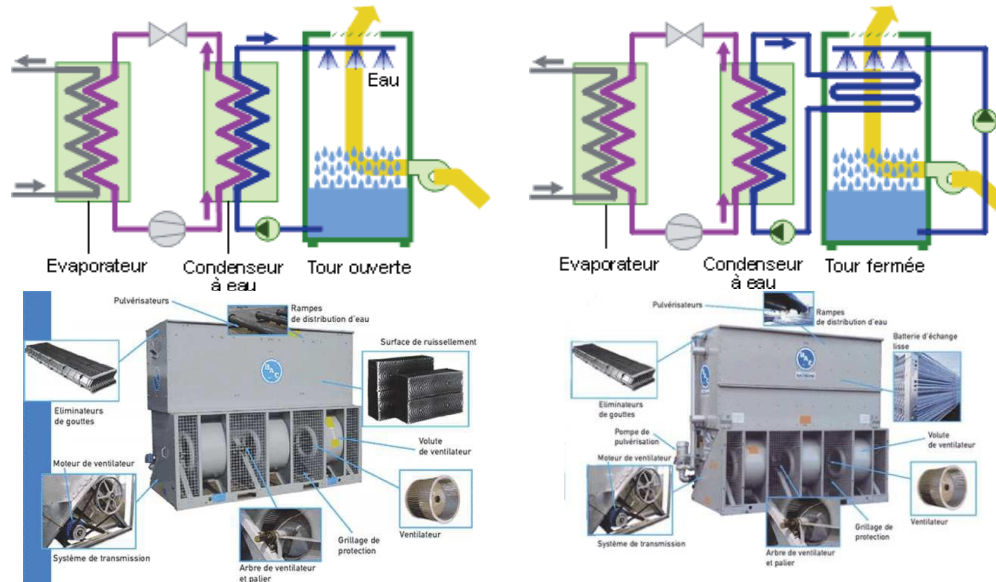 Eau
Evaporateur
Condenseur
à eau
Tour ouverte
Evaporateur
Condenseur
à eau
Tour fermée
Pulvérisateurs
Rampes
de distribution d'eau
Surface de ruissellement
BAC
Eliminateurs
de gouttes
Moteur de ventilateur
Volute
de ventilateur
Système de transmission
Arbre de ventilateur
et palier
Grillage de
protection
Ventilateur
Pulvérisateurs
Rampes
de distribution d'eau
Batterie d'échange
lisse
BAC
Eliminateurs
de gouttes
Pompe de
pulvérisation
Moteur de ventilateur
Volute
de ventilateur
Système de transmission
Arbre de ventilateur
et palier
Grillage de
protection
Ventilateur